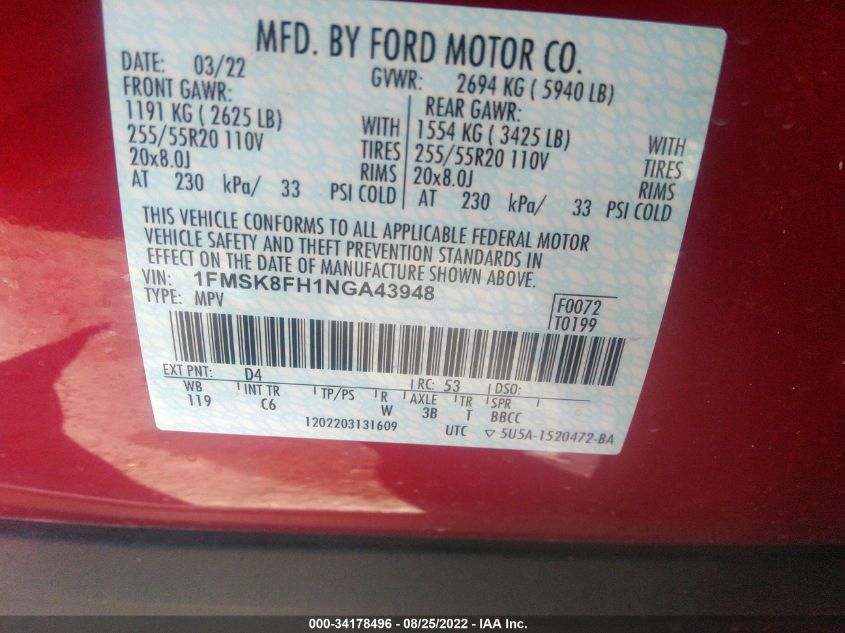 MFD. BY FORD MOTOR CO.
DATE: 03/22
GVWR: 2694 KG ( 5940 LB)
FRONT GAWR:
1191 KG ( 2625 LB)
WITH
255/55R20 110V
TIRES
20x8.0J
RIMS
AT 230 kPa/ 33 PSI COLD
REAR GAWR:
1554 KG ( 3425 LB)
WITH
255/55R20 110V
TIRES
20x8.0J
RIMS
AT 230 kPa/ 33 PSI COLD
THIS VEHICLE CONFORMS TO ALL APPLICABLE FEDERAL MOTOR
VEHICLE SAFETY AND THEFT PREVENTION STANDARDS IN
EFFECT ON THE DATE OF MANUFACTURE SHOWN ABOVE.
VIN: 1FMSK8FH1NGA43948
TYPE: MPV
F0072
T0199
EXT PNT: D4
RC: 53 DSO:
WB INT TR TP/PS R AXLE TR SPR
119 C6 W 3B T BBCC
1202203131609
UTC ▽ 5U5A-1520472-BA
000-34178496 - 08/25/2022 - IAA Inc.